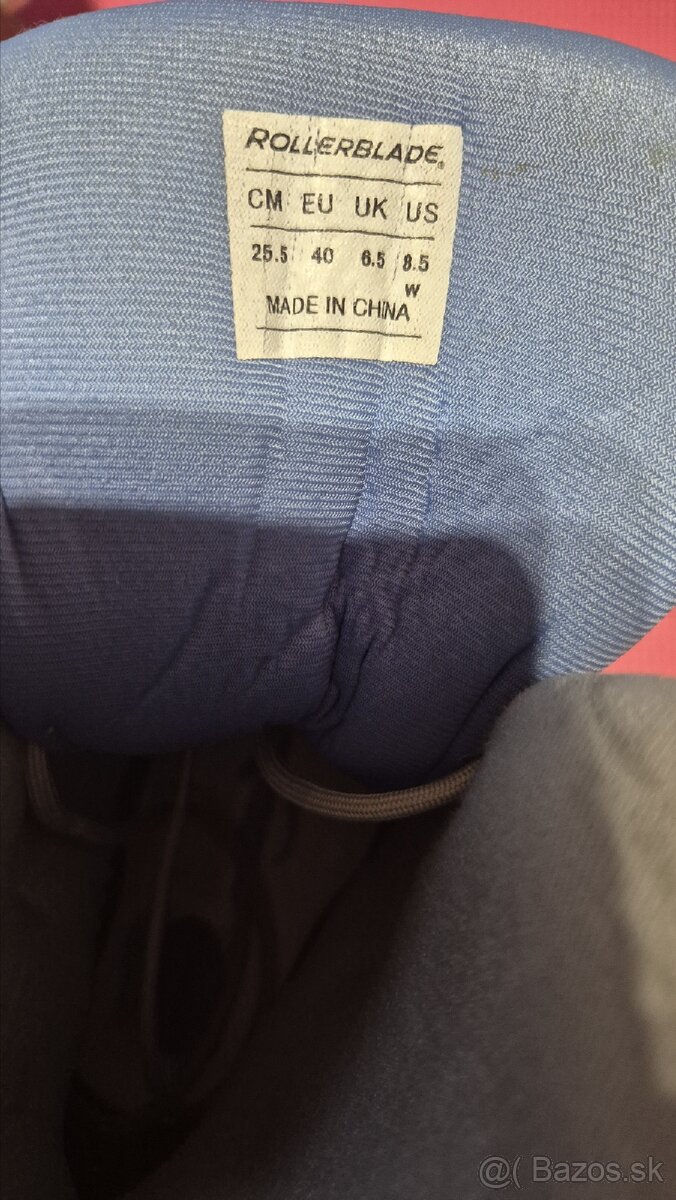 ROLLERBLADE®
CM EU UK US
25.5 40 6.5 8.5
W
MADE IN CHINA
@( Bazos.sk